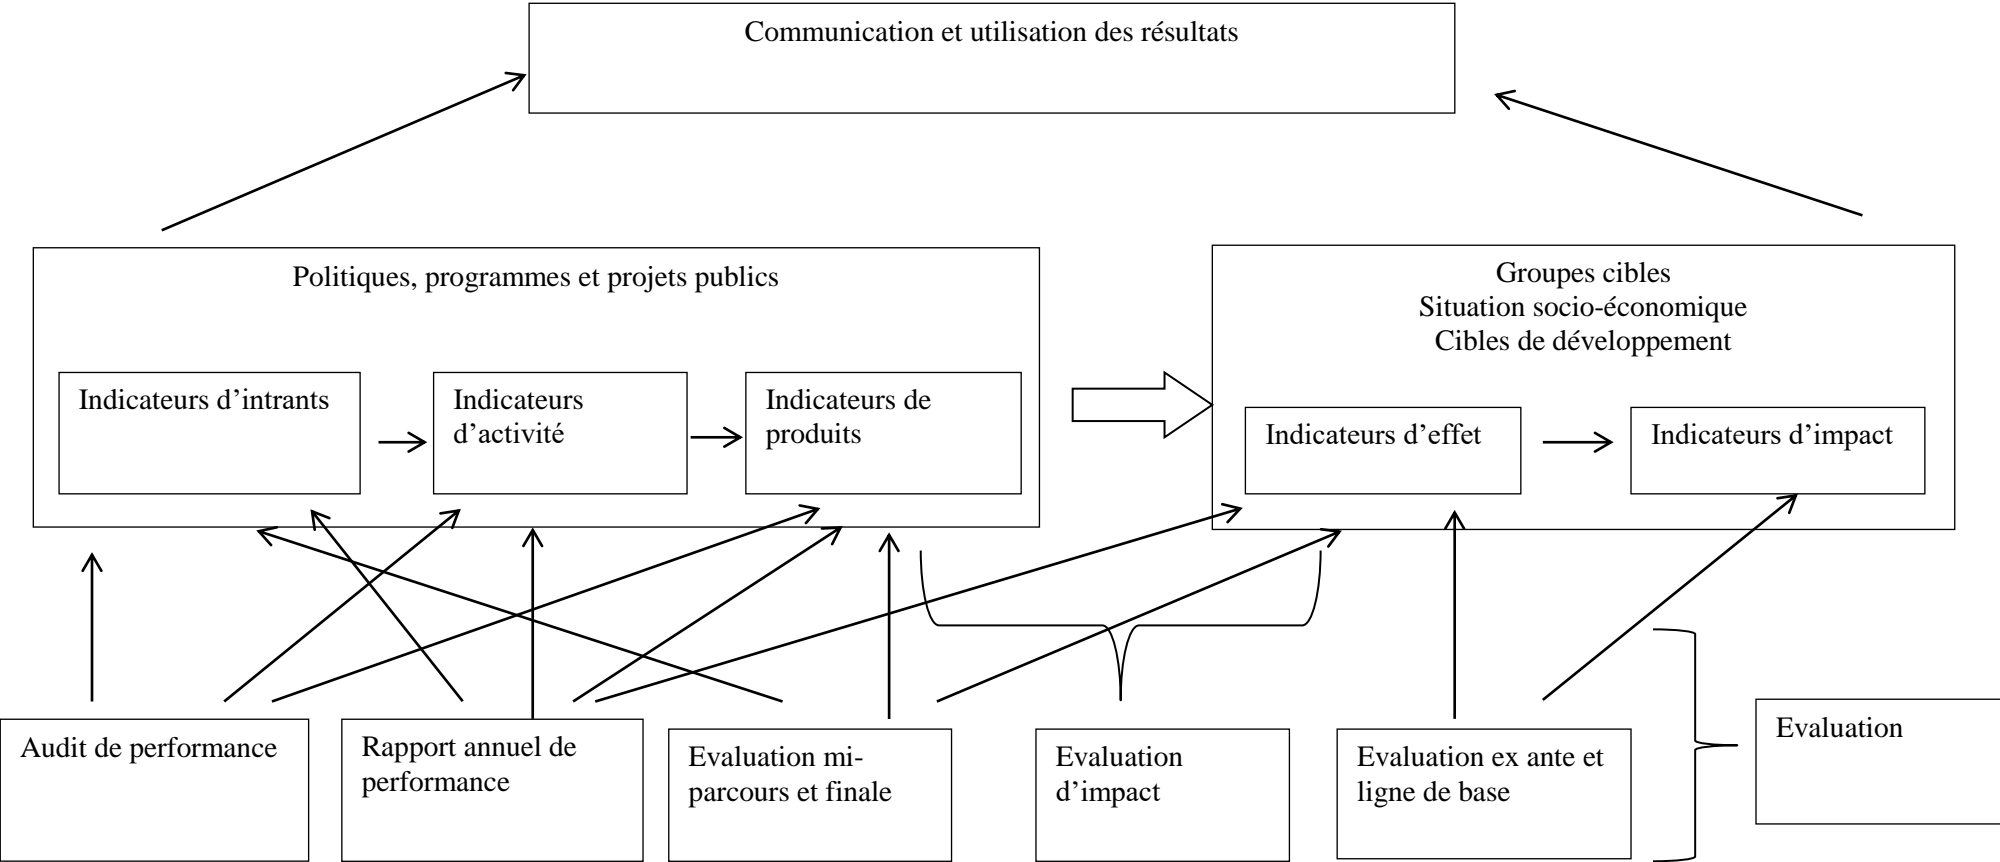 Communication et utilisation des résultats
Politiques, programmes et projets publics
Groupes cibles
Situation socio-économique
Cibles de développement
Indicateurs d’intrants
Indicateurs
d’activité
Indicateurs de
produits
Indicateurs d’effet
Indicateurs d’impact
Audit de performance
Rapport annuel de
performance
Evaluation mi-
parcours et finale
Evaluation
d’impact
Evaluation ex ante et
ligne de base
Evaluation